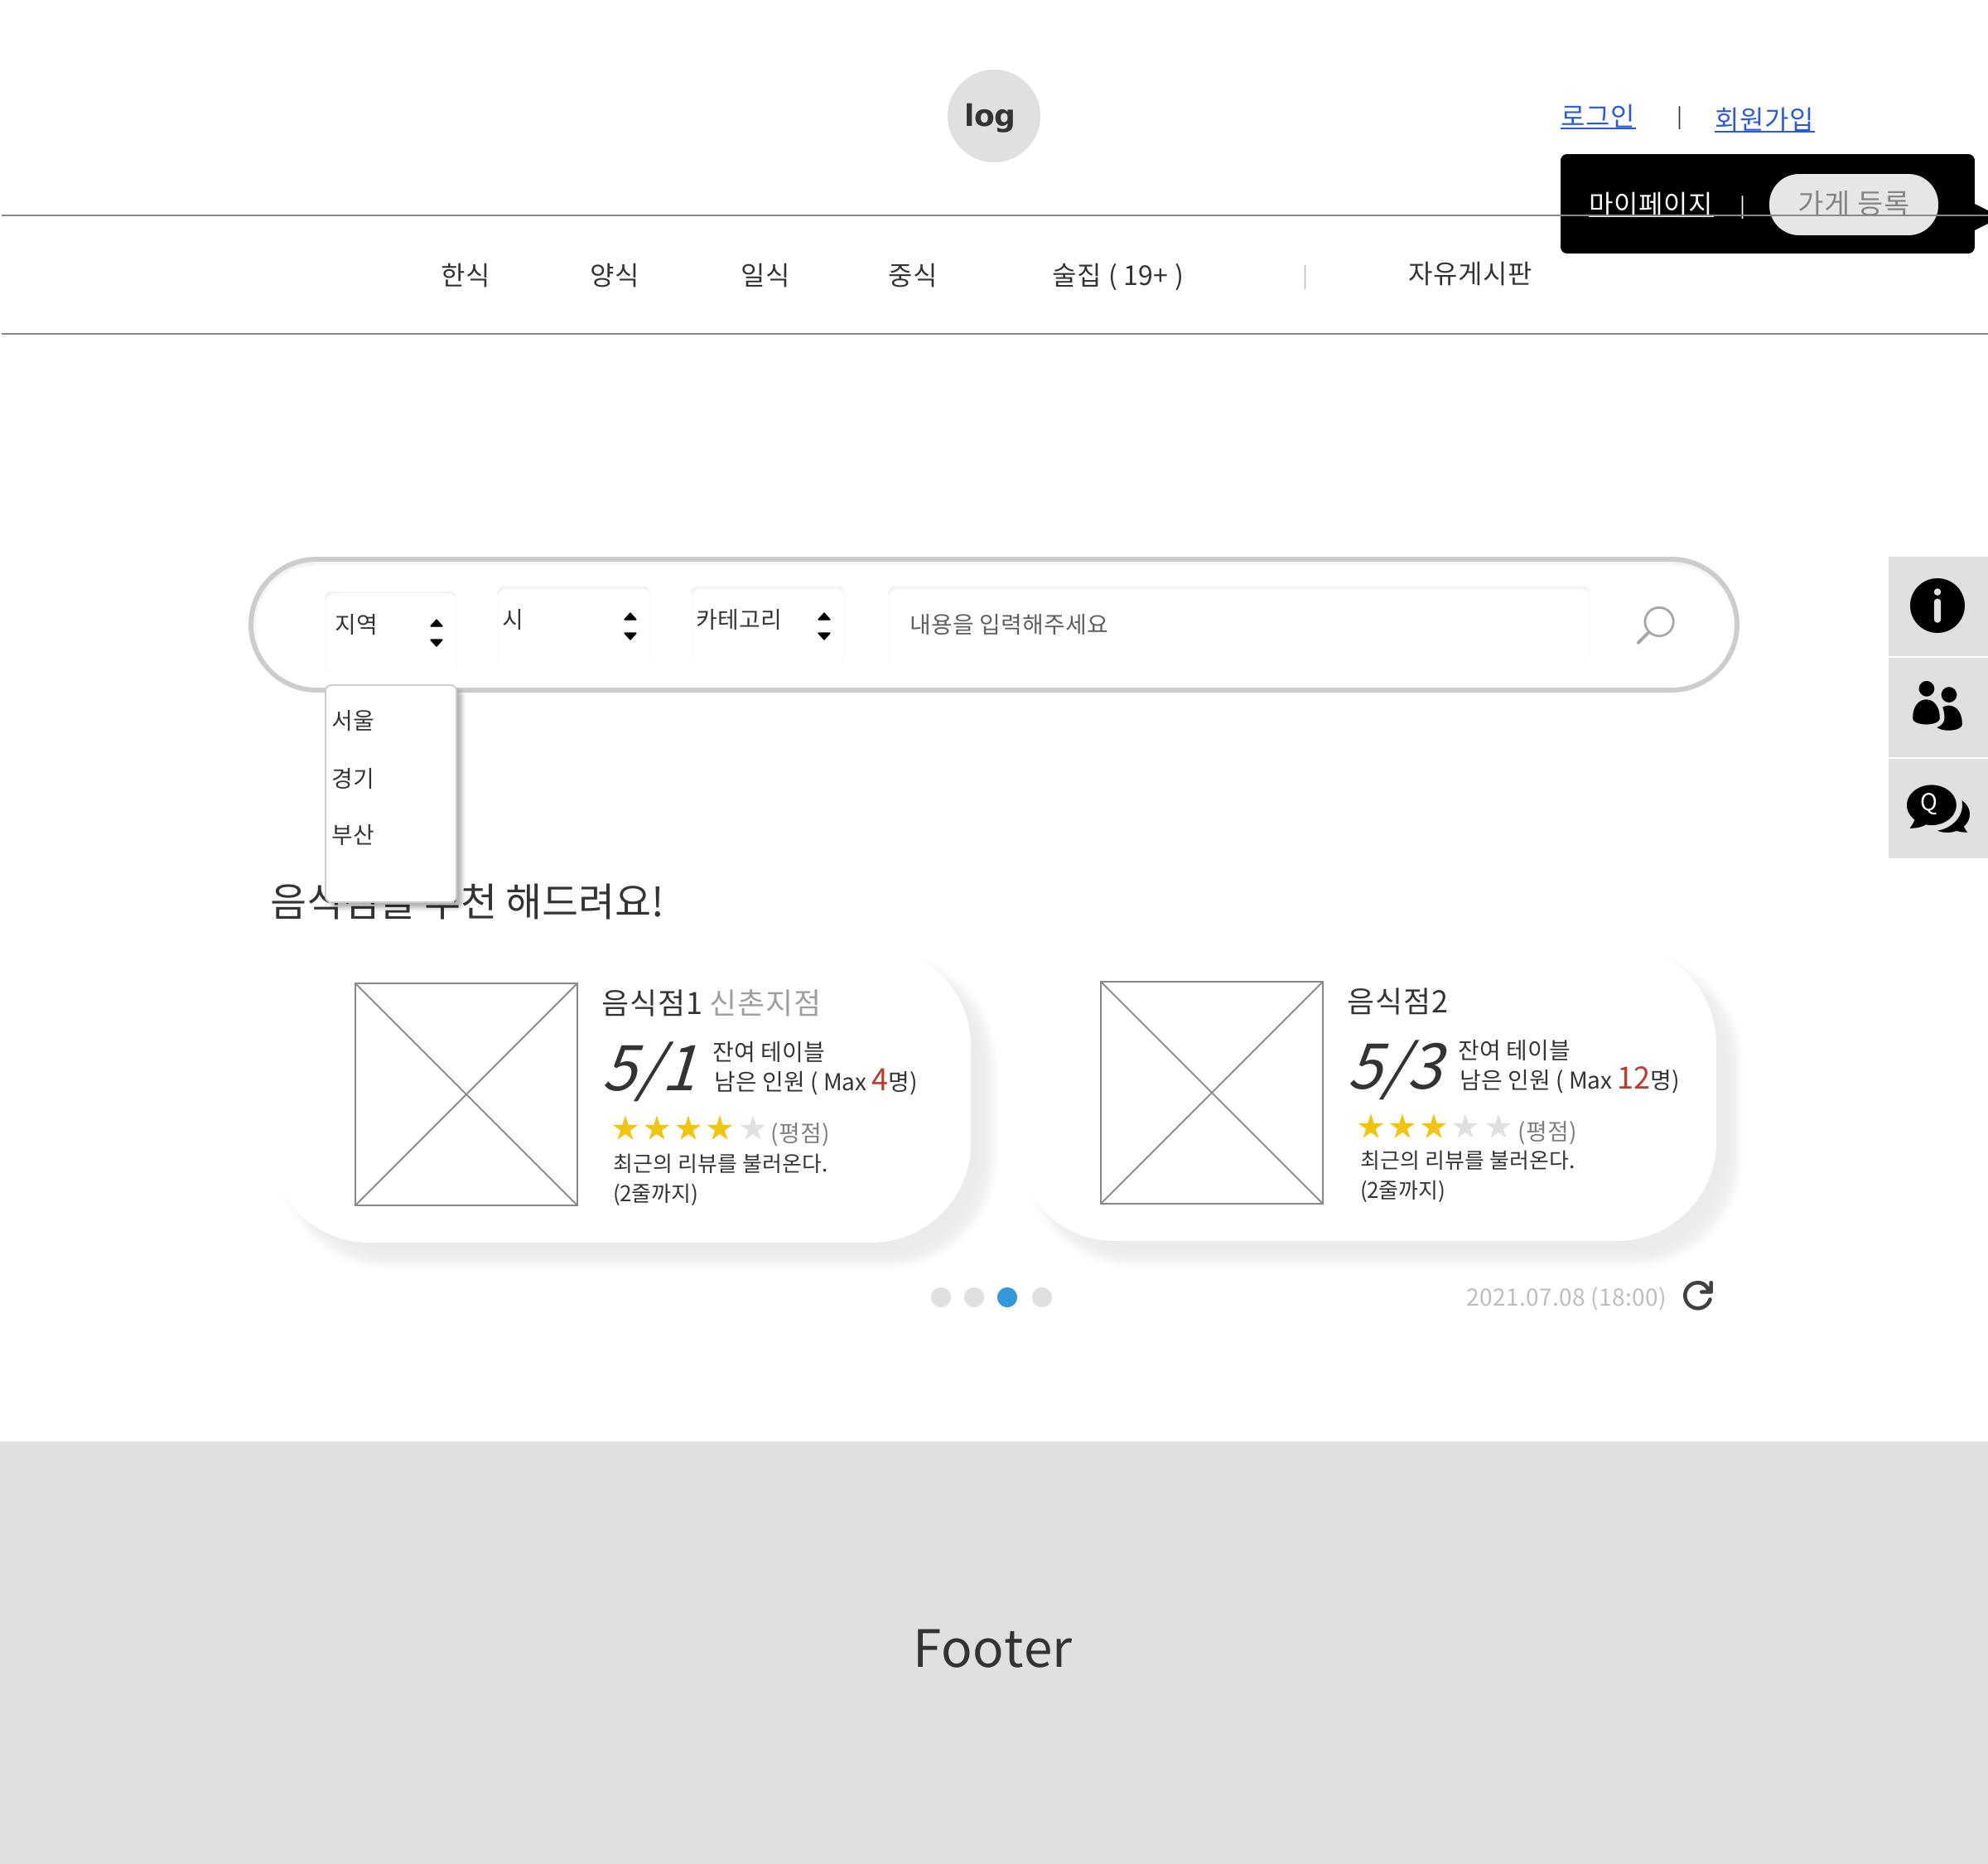 log
로그인 | 회원가입
마이페이지 | 가게 등록
한식 양식 일식 중식 술집 ( 19+ ) | 자유게시판
지역 시 카테고리 내용을 입력해주세요
서울
경기
부산
Q
해드려요!
음식점1 신촌지점
5/1 잔여 테이블
남은 인원 ( Max 4명)
★★★★★ (평점)
최근의 리뷰를 불러온다.
(2줄까지)
음식점2
5/3 잔여 테이블
남은 인원 ( Max 12명)
★★★★★ (평점)
최근의 리뷰를 불러온다.
(2줄까지)
2021.07.08 (18:00)
Footer